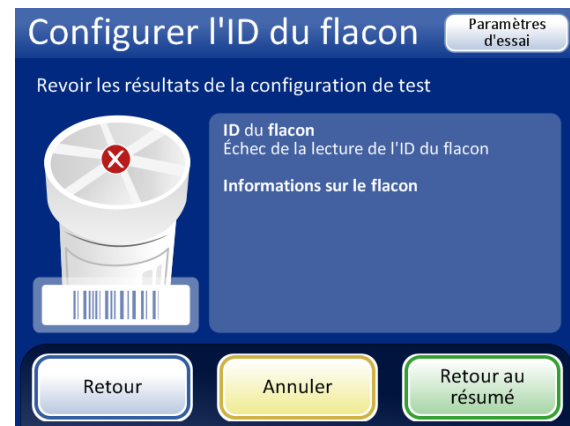 Configurer l'ID du flacon
Paramètres
d'essai
Revoir les résultats de la configuration de test
ID du flacon
Échec de la lecture de l'ID du flacon
Informations sur le flacon
Retour
Annuler
Retour au
résumé